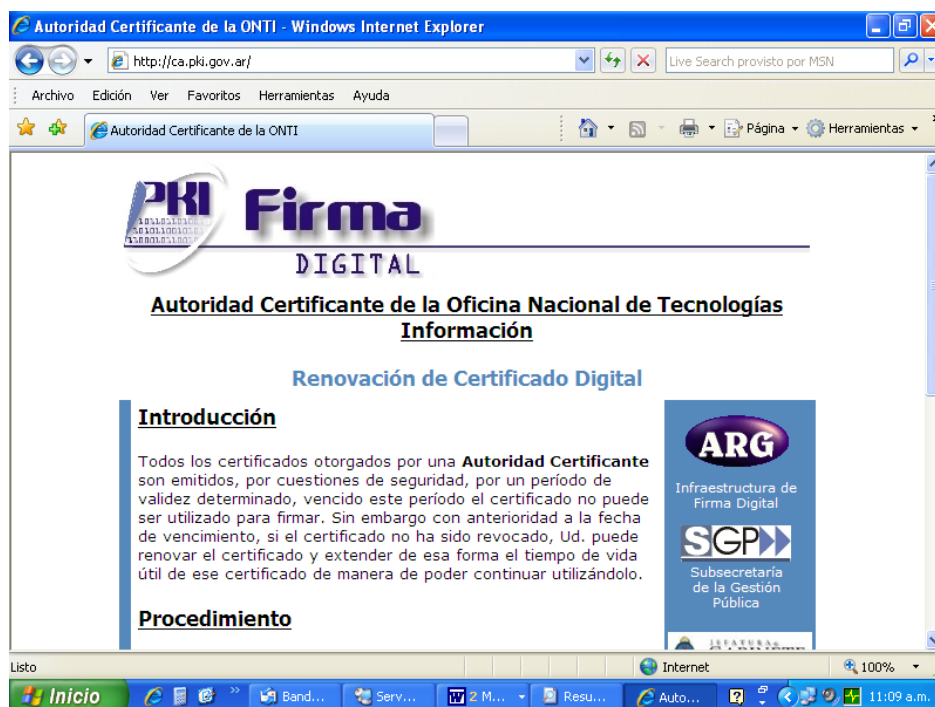 Autoridad Certificante de la ONTI - Windows Internet Explorer
http://ca.pki.gov.ar/
Live Search provisto por MSN
Archivo Edición Ver Favoritos Herramientas Ayuda
Autoridad Certificante de la ONTI
Página Herramientas
PKI Firma
DIGITAL
Autoridad Certificante de la Oficina Nacional de Tecnologías
Información
Renovación de Certificado Digital
Introducción
Todos los certificados otorgados por una Autoridad Certificante
son emitidos, por cuestiones de seguridad, por un período de
validez determinado, vencido este período el certificado no puede
ser utilizado para firmar. Sin embargo con anterioridad a la fecha
de vencimiento, si el certificado no ha sido revocado, Ud. puede
renovar el certificado y extender de esa forma el tiempo de vida
útil de ese certificado de manera de poder continuar utilizándolo.
Procedimiento
ARG
Infraestructura de
Firma Digital
SGP
Subsecretaría
de la Gestión
Pública
Listo
Internet
100%
Inicio
Band...
Serv...
2 M...
Resu...
Auto...
11:09 a.m.